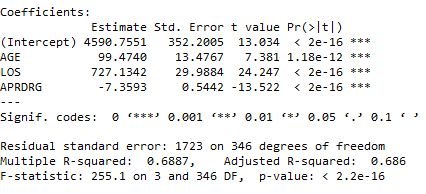 Coefficients:
Estimate Std. Error t value Pr(>|t|)
(Intercept) 4590.7551 352.2005 13.034 < 2e-16 ***
AGE 99.4740 13.4767 7.381 1.18e-12 ***
LOS 727.1342 29.9884 24.247 < 2e-16 ***
APRDRG -7.3593 0.5442 -13.522 < 2e-16 ***
---
Signif. codes: 0 ‘***’ 0.001 ‘**’ 0.01 ‘*’ 0.05 ‘.’ 0.1 ‘ ’
Residual standard error: 1723 on 346 degrees of freedom
Multiple R-squared: 0.6887, Adjusted R-squared: 0.686
F-statistic: 255.1 on 3 and 346 DF, p-value: < 2.2e-16